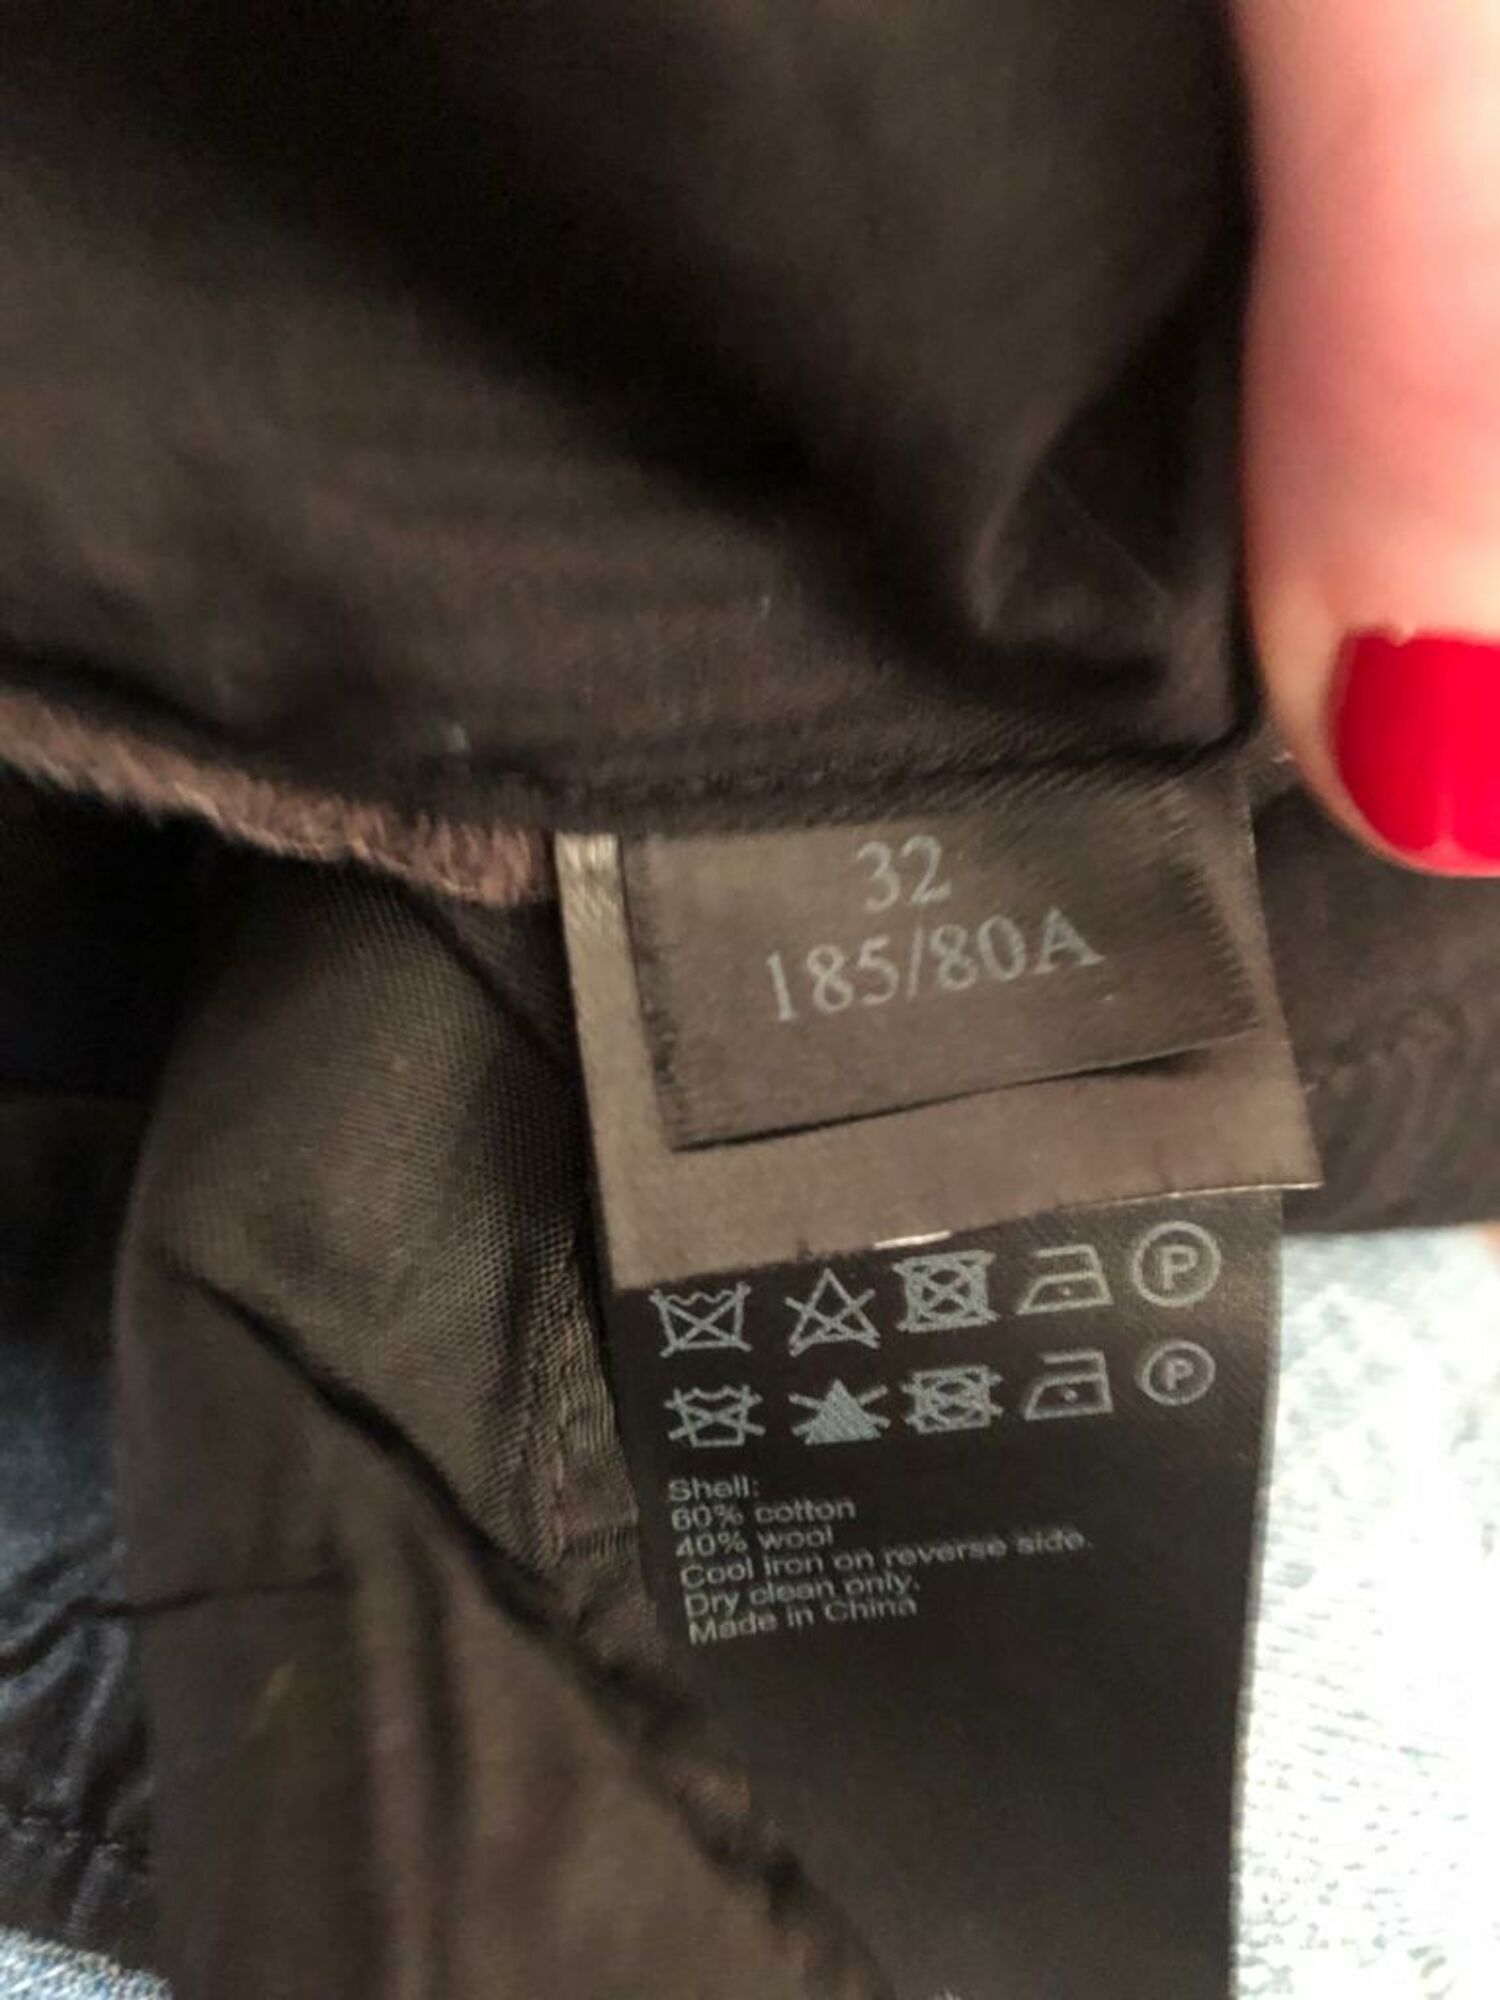 32
185/80A
P
P
Shell:
60% cotton
40% wool
Cool iron on reverse side.
Dry clean only.
Made in China